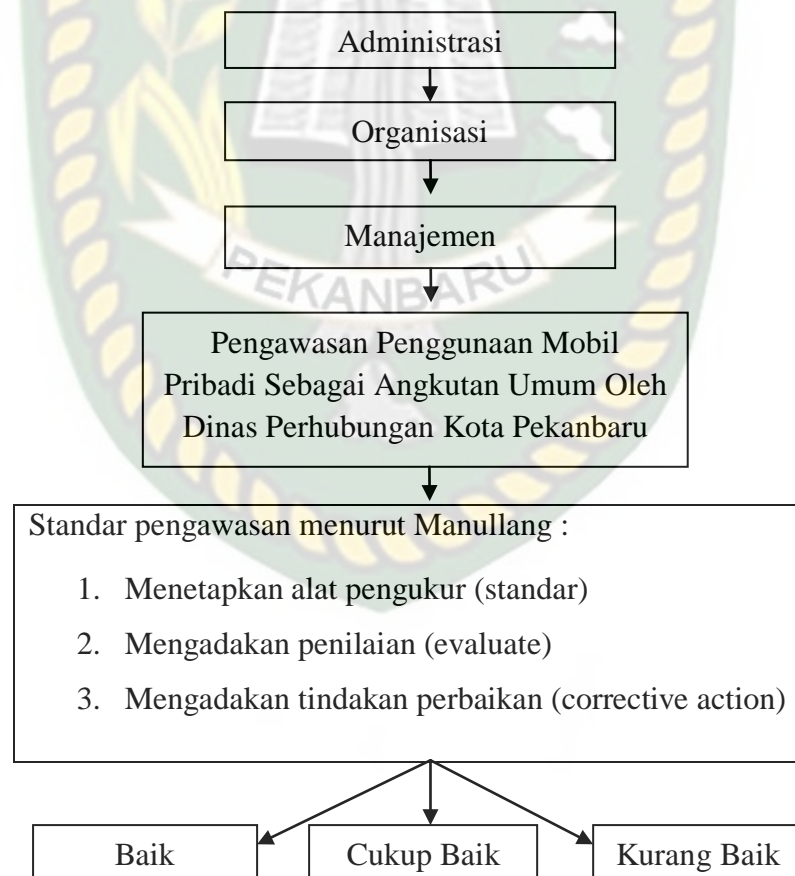 Administrasi
Organisasi
Manajemen
PEKANBARU
Pengawasan Penggunaan Mobil
Pribadi Sebagai Angkutan Umum Oleh
Dinas Perhubungan Kota Pekanbaru
Standar pengawasan menurut Manullang :
1. Menetapkan alat pengukur (standar)
2. Mengadakan penilaian (evaluate)
3. Mengadakan tindakan perbaikan (corrective action)
Baik
Cukup Baik
Kurang Baik